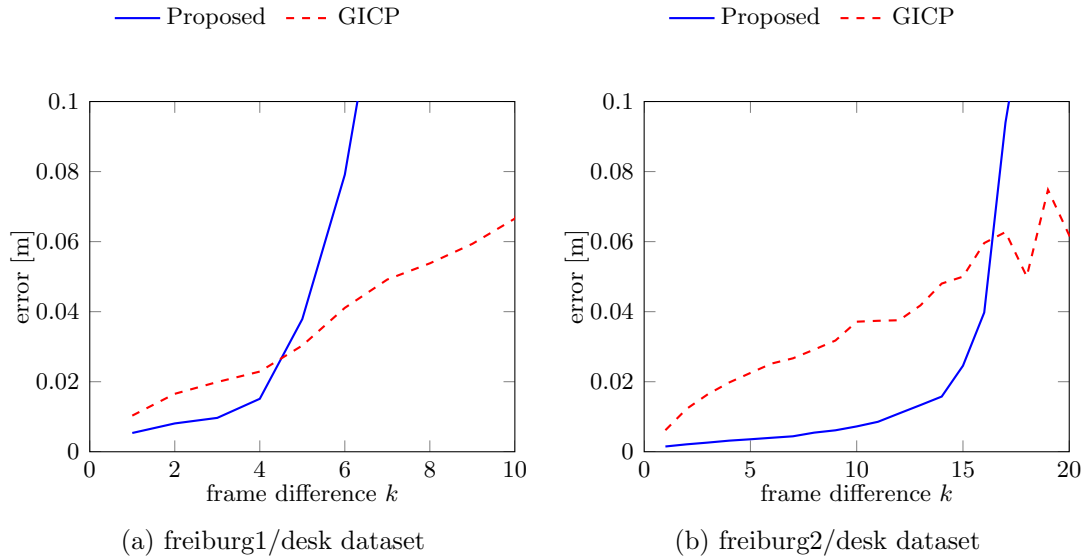 Proposed GICP
0.1
0.08
0.06
0.04
0.02
0
error [m]
0 2 4 6 8 10
frame difference k
(a) freiburg1/desk dataset
Proposed GICP
0.1
0.08
0.06
0.04
0.02
0
error [m]
0 5 10 15 20
frame difference k
(b) freiburg2/desk dataset